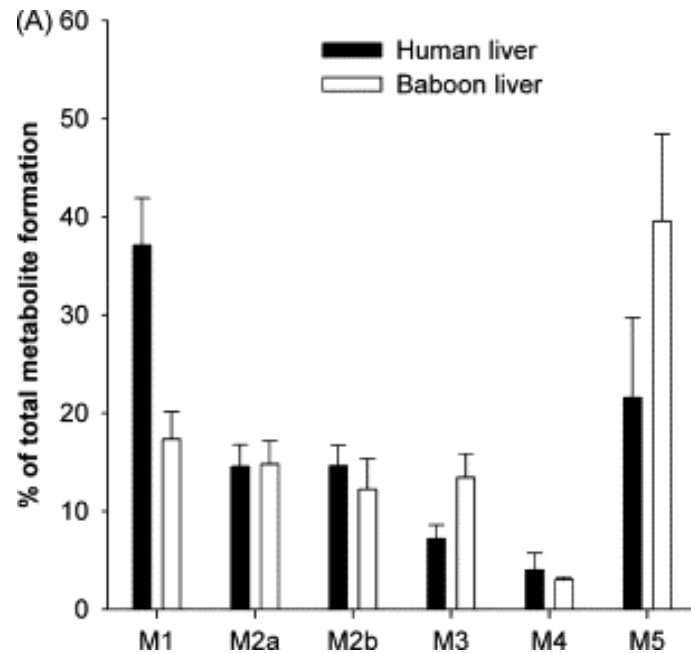 (A)
60
50
40
30
20
10
0
% of total metabolite formation
Human liver
Baboon liver
M1 M2a M2b M3 M4 M5